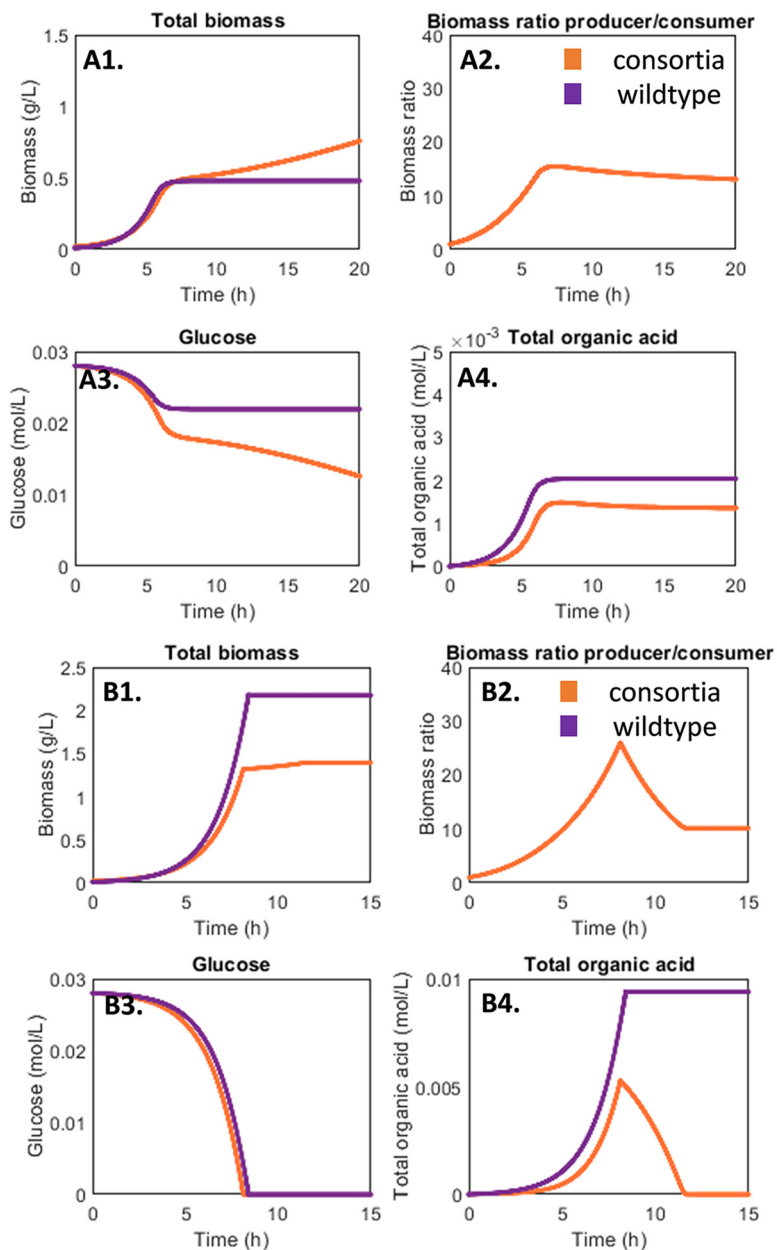 Total biomass
A1.
1.5
1
0.5
0
Biomass (g/L)
0 5 10 15 20
Time (h)
Biomass ratio producer/consumer
A2.
consortia
wildtype
40
30
20
10
0
Biomass ratio
0 5 10 15 20
Time (h)
Glucose
A3.
0.03
0.02
0.01
0
Glucose (mol/L)
0 5 10 15 20
Time (h)
×10⁻³
Total organic acid
A4.
5
4
3
2
1
0
Total organic acid (mol/L)
0 5 10 15 20
Time (h)
Total biomass
B1.
2.5
2
1.5
1
0.5
0
Biomass (g/L)
0 5 10 15
Time (h)
Biomass ratio producer/consumer
B2.
consortia
wildtype
40
30
20
10
0
Biomass ratio
0 5 10 15
Time (h)
Glucose
B3.
0.03
0.02
0.01
0
Glucose (mol/L)
0 5 10 15
Time (h)
Total organic acid
B4.
0.01
0.005
0
Total organic acid (mol/L)
0 5 10 15
Time (h)